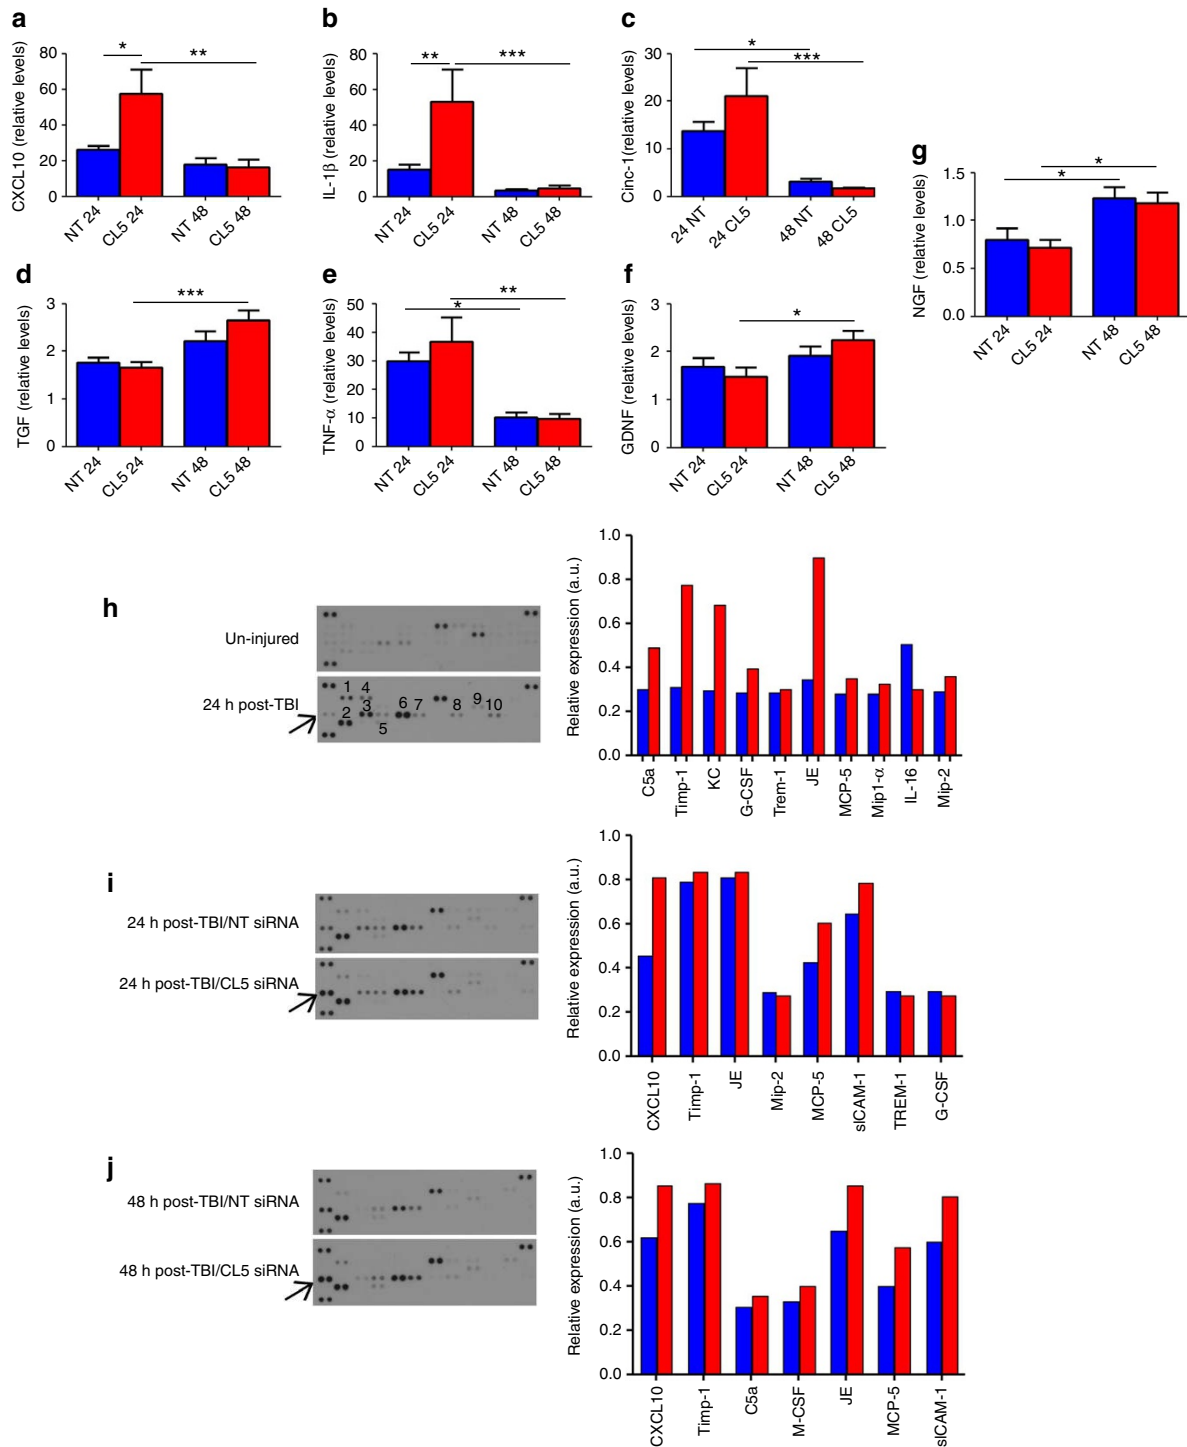 a
CXCL10 (relative levels)
80
60
40
20
0
*
**
NT 24
CL5 24
NT 48
CL5 48
b
IL-1β (relative levels)
80
60
40
20
0
**
***
NT 24
CL5 24
NT 48
CL5 48
c
Cinc-1(relative levels)
30
20
10
0
*
***
24 NT
24 CL5
48 NT
48 CL5
d
TGF (relative levels)
3
2
1
0
***
NT 24
CL5 24
NT 48
CL5 48
e
TNF-α (relative levels)
50
40
30
20
10
0
**
*
NT 24
CL5 24
NT 48
CL5 48
f
GDNF (relative levels)
3
2
1
0
*
NT 24
CL5 24
NT 48
CL5 48
g
NGF (relative levels)
1.5
1.0
0.5
0.0
*
*
NT 24
CL5 24
NT 48
CL5 48
h
Un-injured
24 h post-TBI
1 4
2 3 6 7 8 9 10
5
Relative expression (a.u.)
1.0
0.8
0.6
0.4
0.2
0.0
C5a
Timp-1
KC
G-CSF
Trem-1
JE
MCP-5
Mip1-α
IL-16
Mip-2
i
24 h post-TBI/NT siRNA
24 h post-TBI/CL5 siRNA
Relative expression (a.u.)
1.0
0.8
0.6
0.4
0.2
0.0
CXCL10
Timp-1
JE
Mip-2
MCP-5
sICAM-1
TREM-1
G-CSF
j
48 h post-TBI/NT siRNA
48 h post-TBI/CL5 siRNA
Relative expression (a.u.)
1.0
0.8
0.6
0.4
0.2
0.0
CXCL10
Timp-1
C5a
M-CSF
JE
MCP-5
sICAM-1